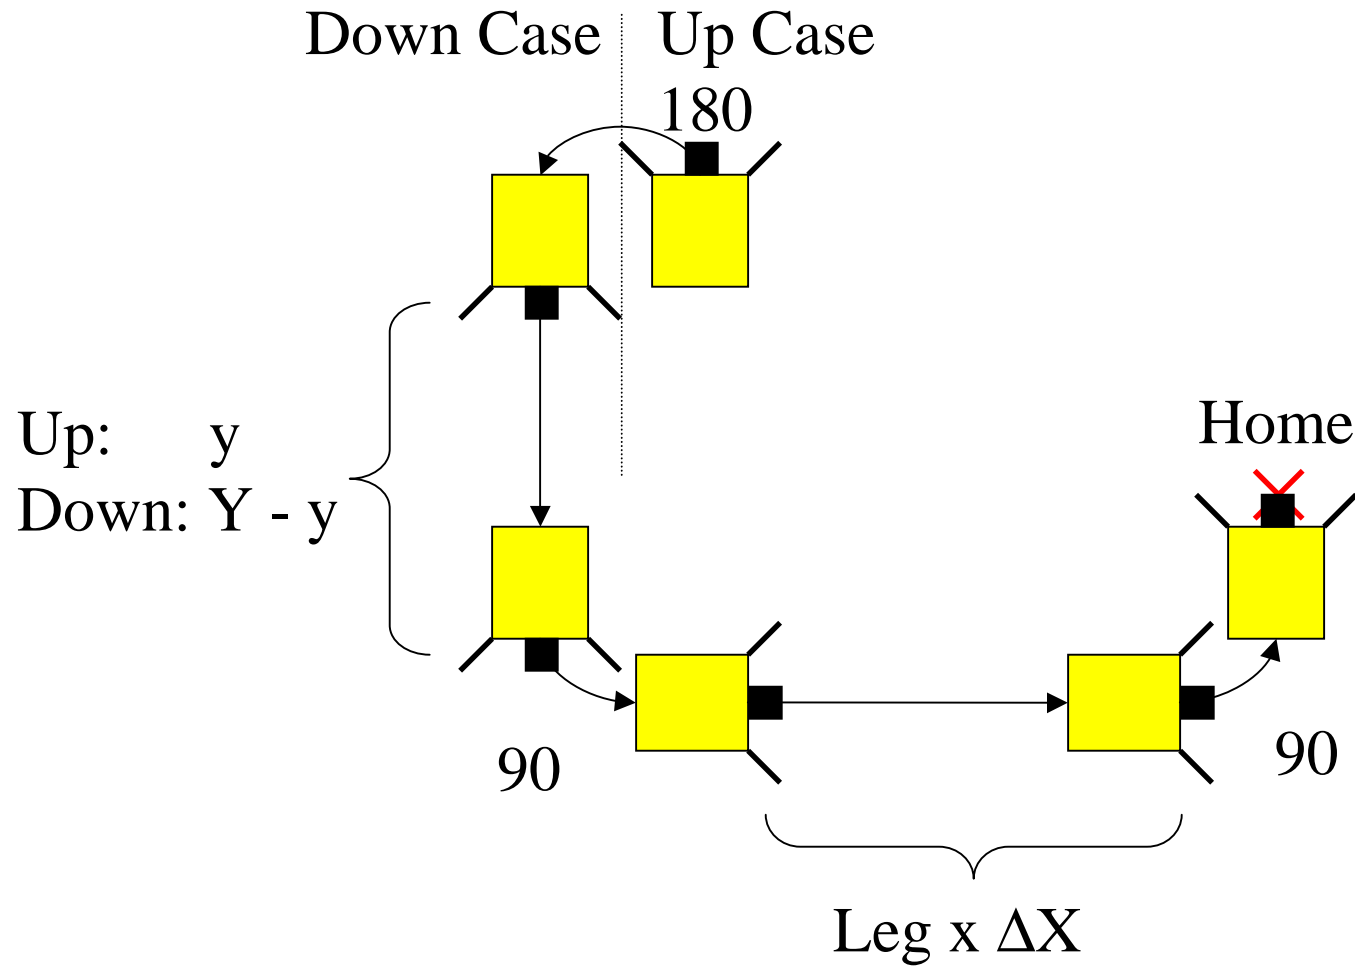 Down Case
Up Case
180
Home
Up: y
Down: Y - y
90
90
Leg x ΔX